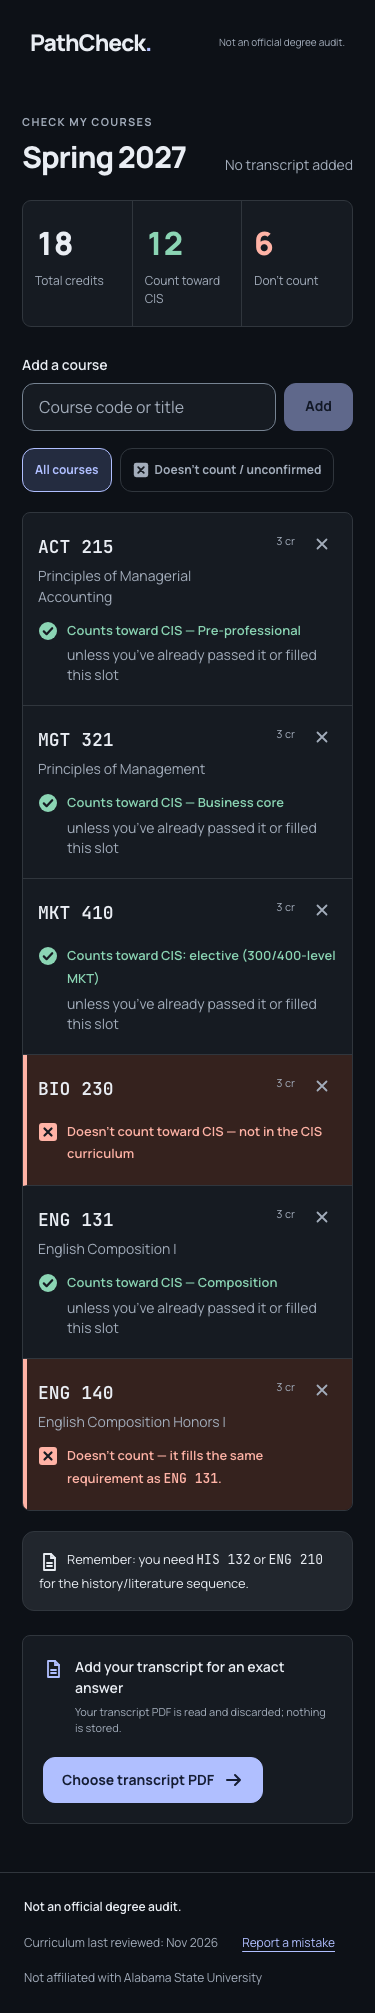 PathCheck.
Not an official degree audit.
CHECK MY COURSES
Spring 2027
No transcript added
18
Total credits
12
Count toward
CIS
6
Don't count
Add a course
Course code or title
Add
All courses
Doesn't count / unconfirmed
ACT 215
3 cr
Principles of Managerial
Accounting
Counts toward CIS — Pre-professional
unless you've already passed it or filled
this slot
MGT 321
3 cr
Principles of Management
Counts toward CIS — Business core
unless you've already passed it or filled
this slot
MKT 410
3 cr
Counts toward CIS: elective (300/400-level
MKT)
unless you've already passed it or filled
this slot
BIO 230
3 cr
Doesn't count toward CIS — not in the CIS
curriculum
ENG 131
3 cr
English Composition I
Counts toward CIS — Composition
unless you've already passed it or filled
this slot
ENG 140
3 cr
English Composition Honors I
Doesn't count — it fills the same
requirement as ENG 131.
Remember: you need HIS 132 or ENG 210
for the history/literature sequence.
Add your transcript for an exact
answer
Your transcript PDF is read and discarded; nothing
is stored.
Choose transcript PDF →
Not an official degree audit.
Curriculum last reviewed: Nov 2026
Report a mistake
Not affiliated with Alabama State University